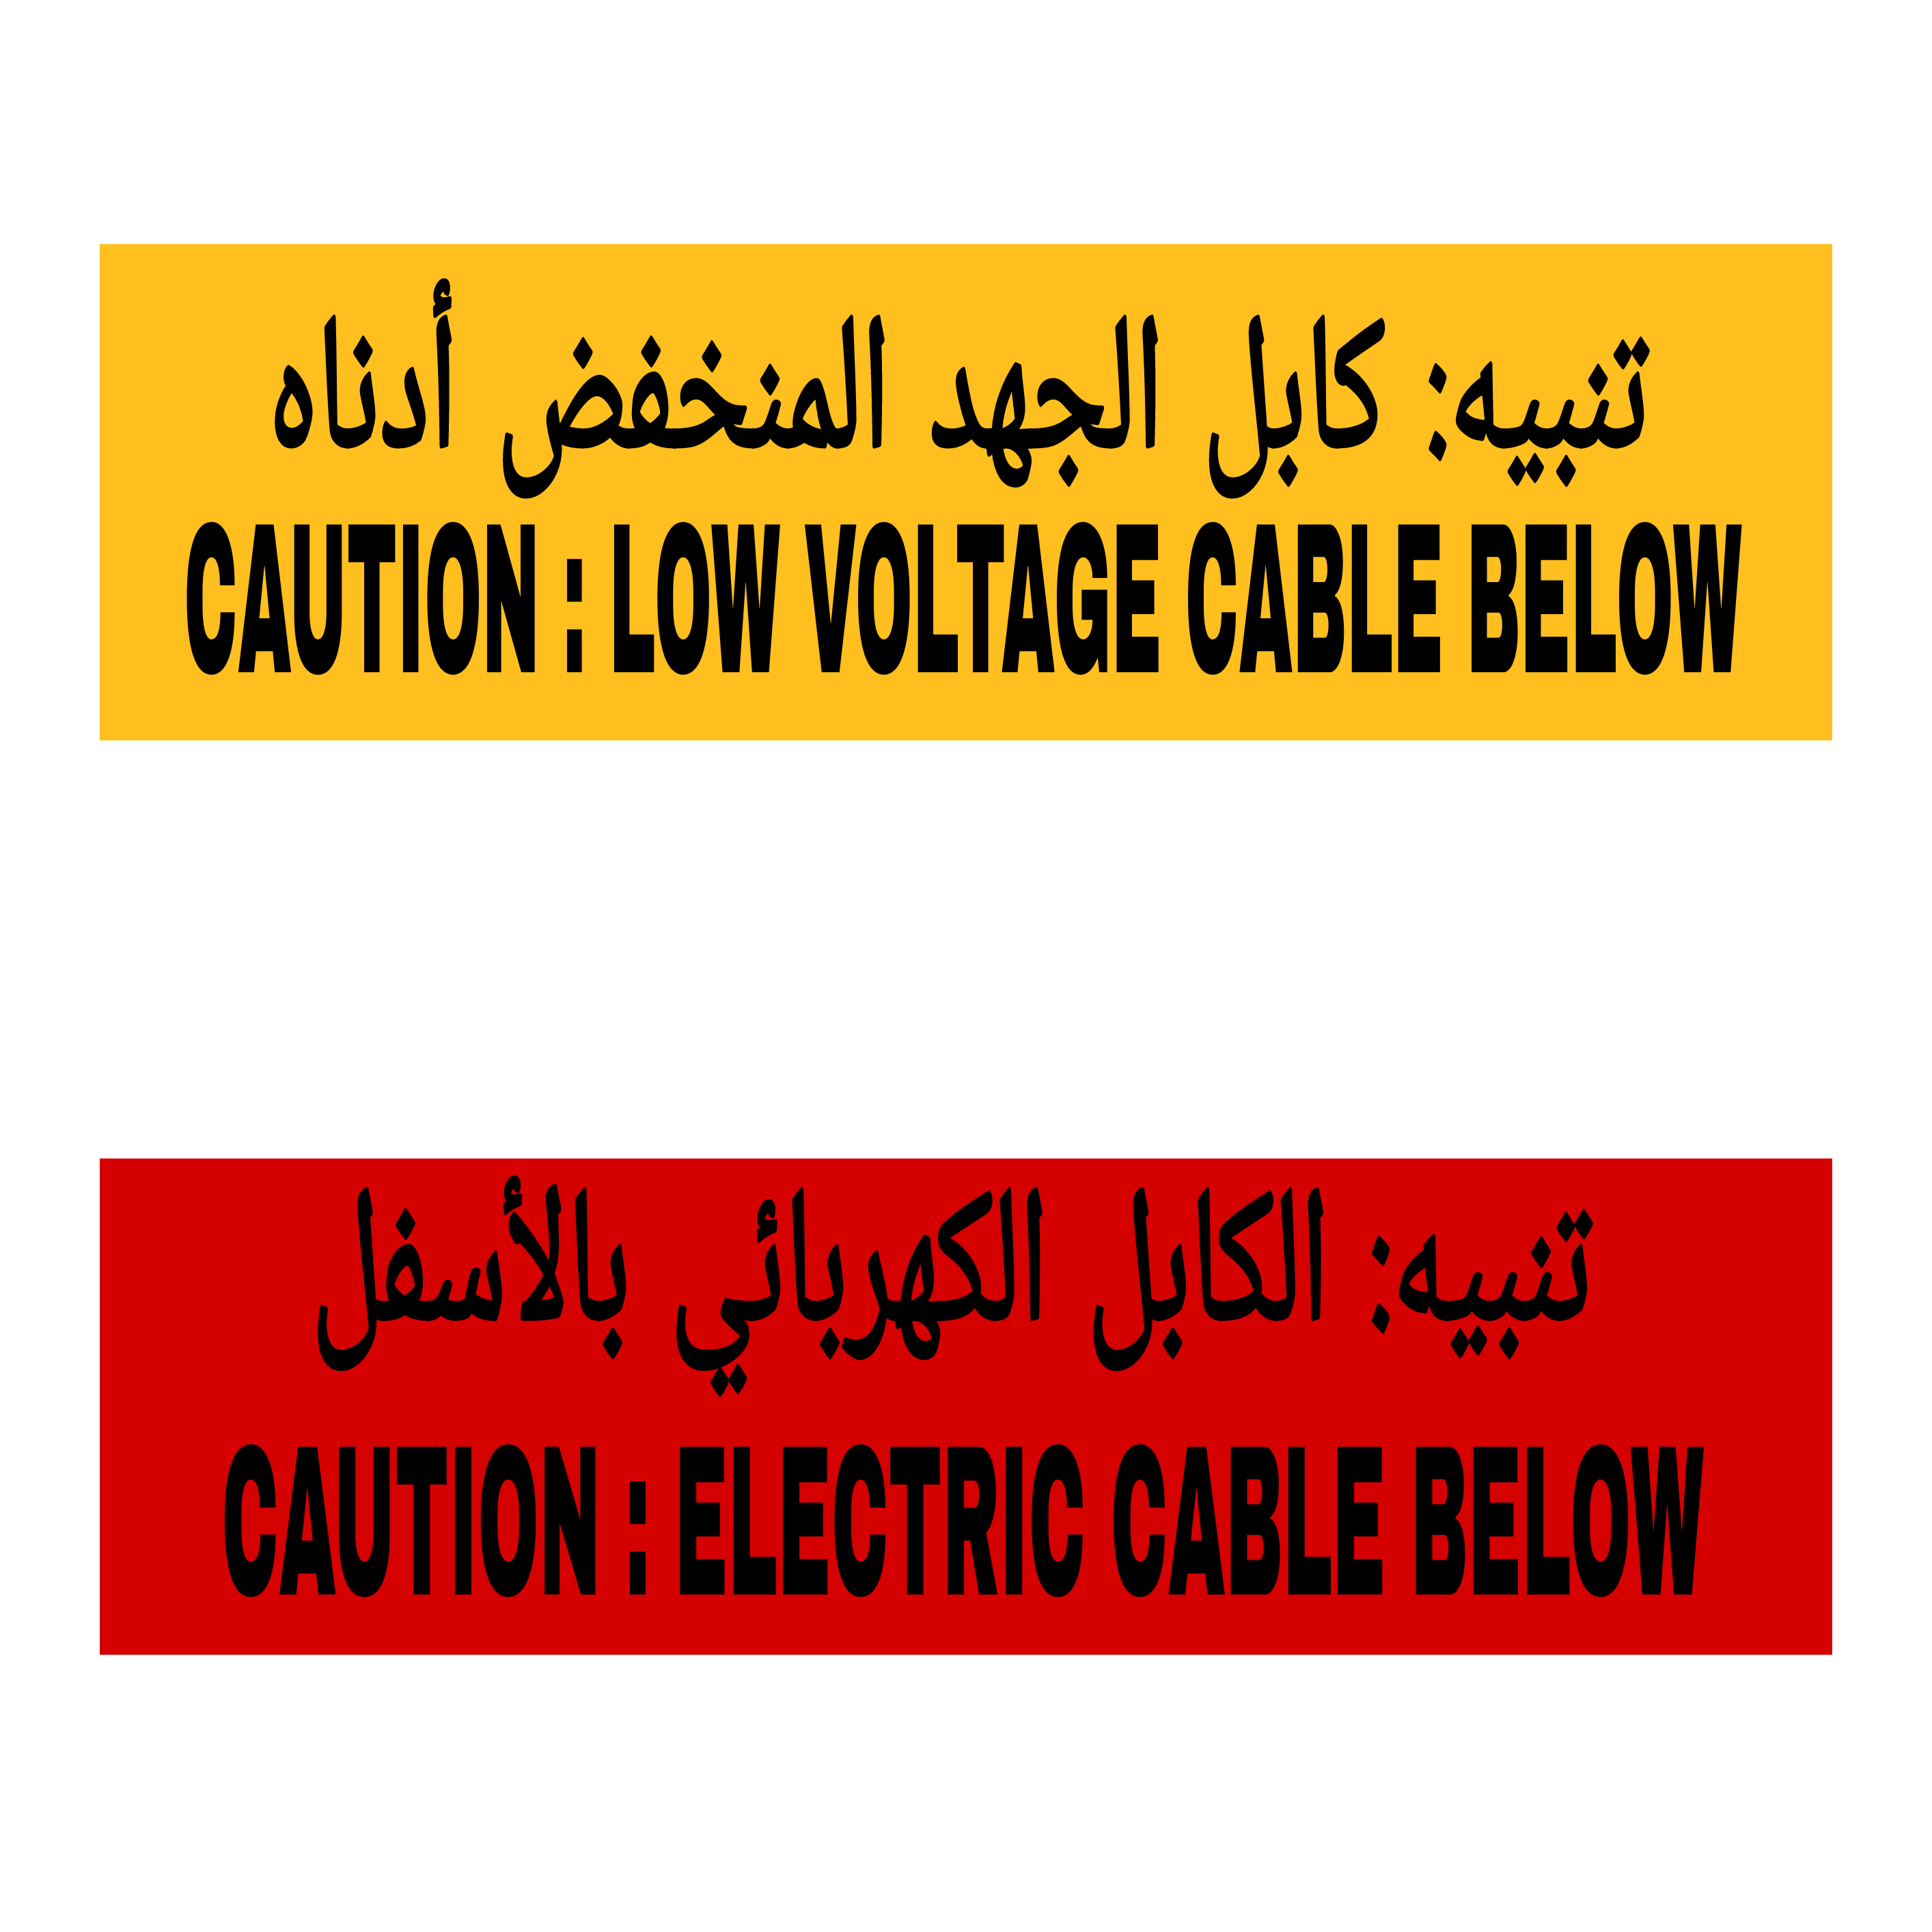 تنبيه: كابل الجهد المنخفض أدناه
CAUTION : LOW VOLTAGE CABLE BELOW
تنبيه: الكابل الكهربائي بالأسفل
CAUTION : ELECTRIC CABLE BELOW